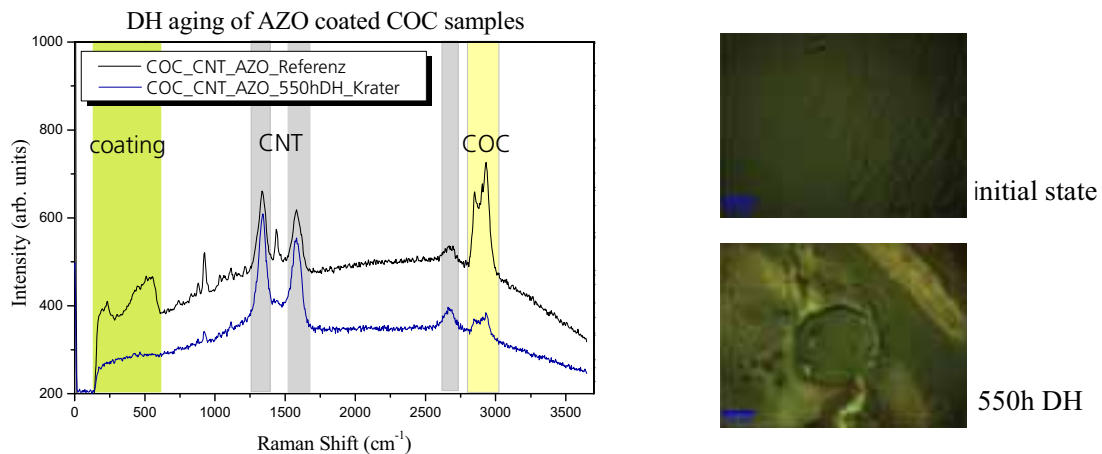 DH aging of AZO coated COC samples
1000
800
600
400
200
Intensity (arb. units)
COC_CNT_AZO_Referenz
COC_CNT_AZO_550hDH_Krater
coating
CNT
COC
0 500 1000 1500 2000 2500 3000 3500
Raman Shift (cm⁻¹)
initial state
550h DH